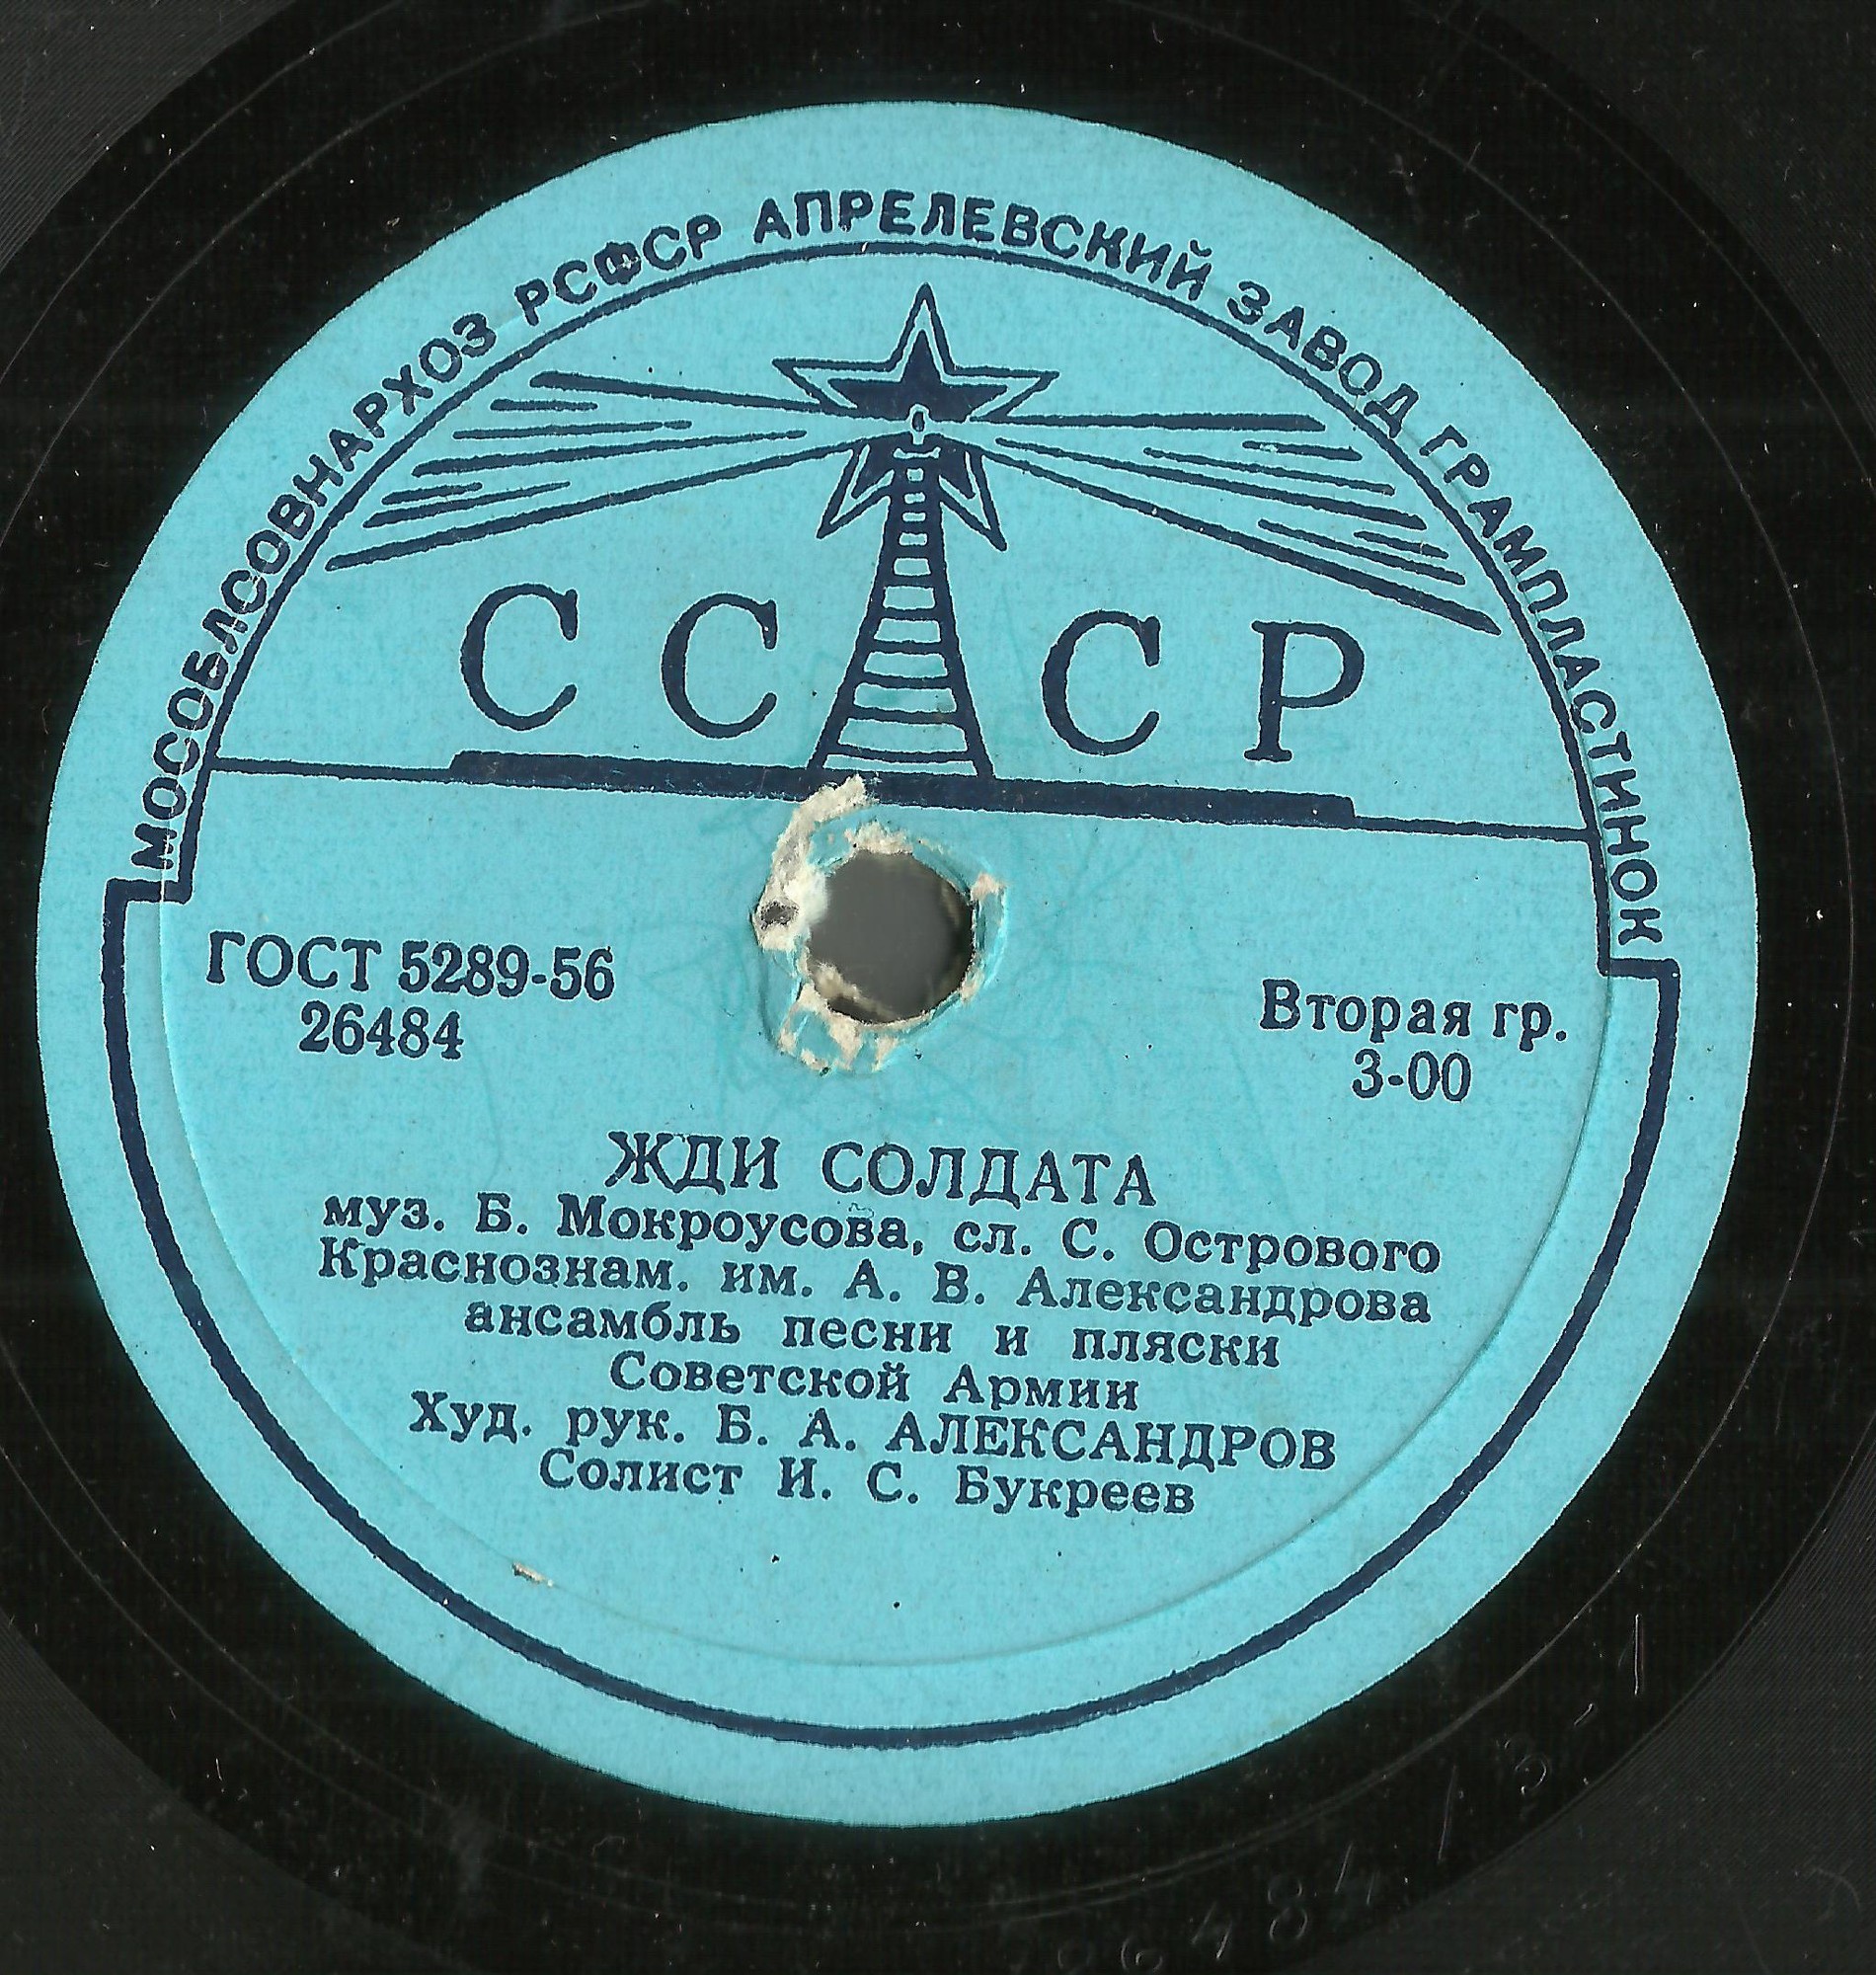 МОСОБЛСОВНАРХОЗ РСФСР АПРЕЛЕВСКИЙ ЗАВОД ГРАМПЛАСТИНОК
СССР
ГОСТ 5289-56
26484
Вторая гр.
3-00
ЖДИ СОЛДАТА
муз. Б. Мокроусова, сл. С. Острового
Краснознам. им. А. В. Александрова
ансамбль песни и пляски
Советской Армии
Худ. рук. Б. А. АЛЕКСАНДРОВ
Солист И. С. Букреев